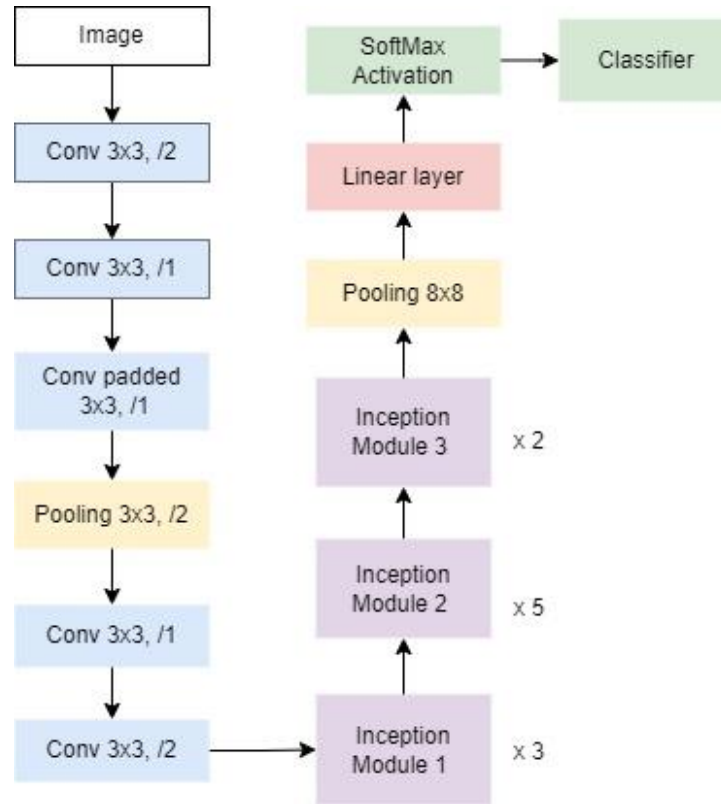 Image
Conv 3x3, /2
Conv 3x3, /1
Conv padded
3x3, /1
Pooling 3x3, /2
Conv 3x3, /1
Conv 3x3, /2
Inception
Module 1
x 3
Inception
Module 2
x 5
Inception
Module 3
x 2
Pooling 8x8
Linear layer
SoftMax
Activation
Classifier